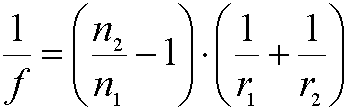 1/f = (n₂/n₁ − 1) · (1/r₁ + 1/r₂)